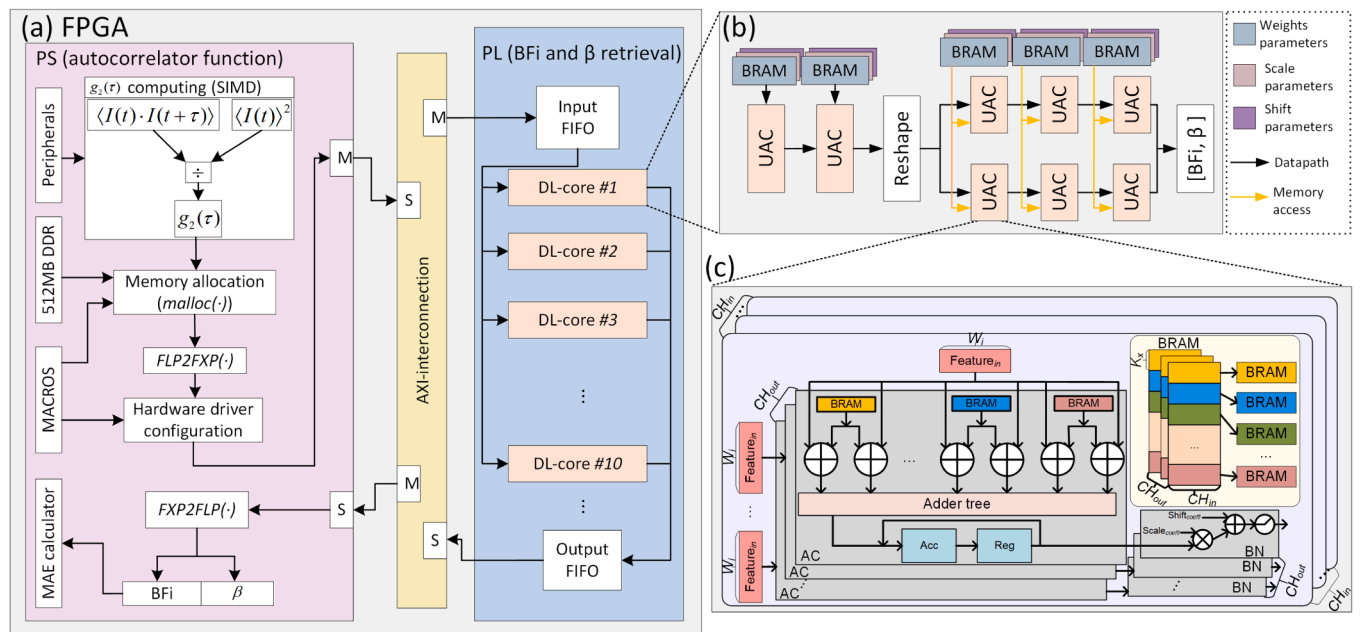 (a) FPGA
PS (autocorrelator function)
g₂(τ) computing (SIMD)
⟨I(t)·I(t+τ)⟩
⟨I(t)⟩²
÷
g₂(τ)
Peripherals
512MB DDR
MACROS
MAE calculator
Memory allocation
(malloc(·))
FLP2FXP(·)
Hardware driver
configuration
FXP2FLP(·)
BFi
β
M
S
AXI-interconnection
S
M
M
S
PL (BFi and β retrieval)
Input
FIFO
DL-core #1
DL-core #2
DL-core #3
⋮
DL-core #10
⋮
Output
FIFO
(b)
BRAM
BRAM
UAC
UAC
Reshape
BRAM
BRAM
BRAM
UAC
UAC
UAC
UAC
UAC
UAC
[BFi, β ]
Weights
parameters
Scale
parameters
Shift
parameters
Datapath
Memory
access
(c)
CHin
...
Wi
Featurein
CHout
...
BRAM
BRAM
BRAM
...
Adder tree
Acc
Reg
AC
AC
AC
⋮
Wi
Featurein
⋮
Wi
Featurein
BRAM
Kx
...
CHout
CHin
BRAM
BRAM
BRAM
...
BRAM
Shiftcoeff
Scalecoeff
BN
BN
⋮
BN
CHout
...
CHin